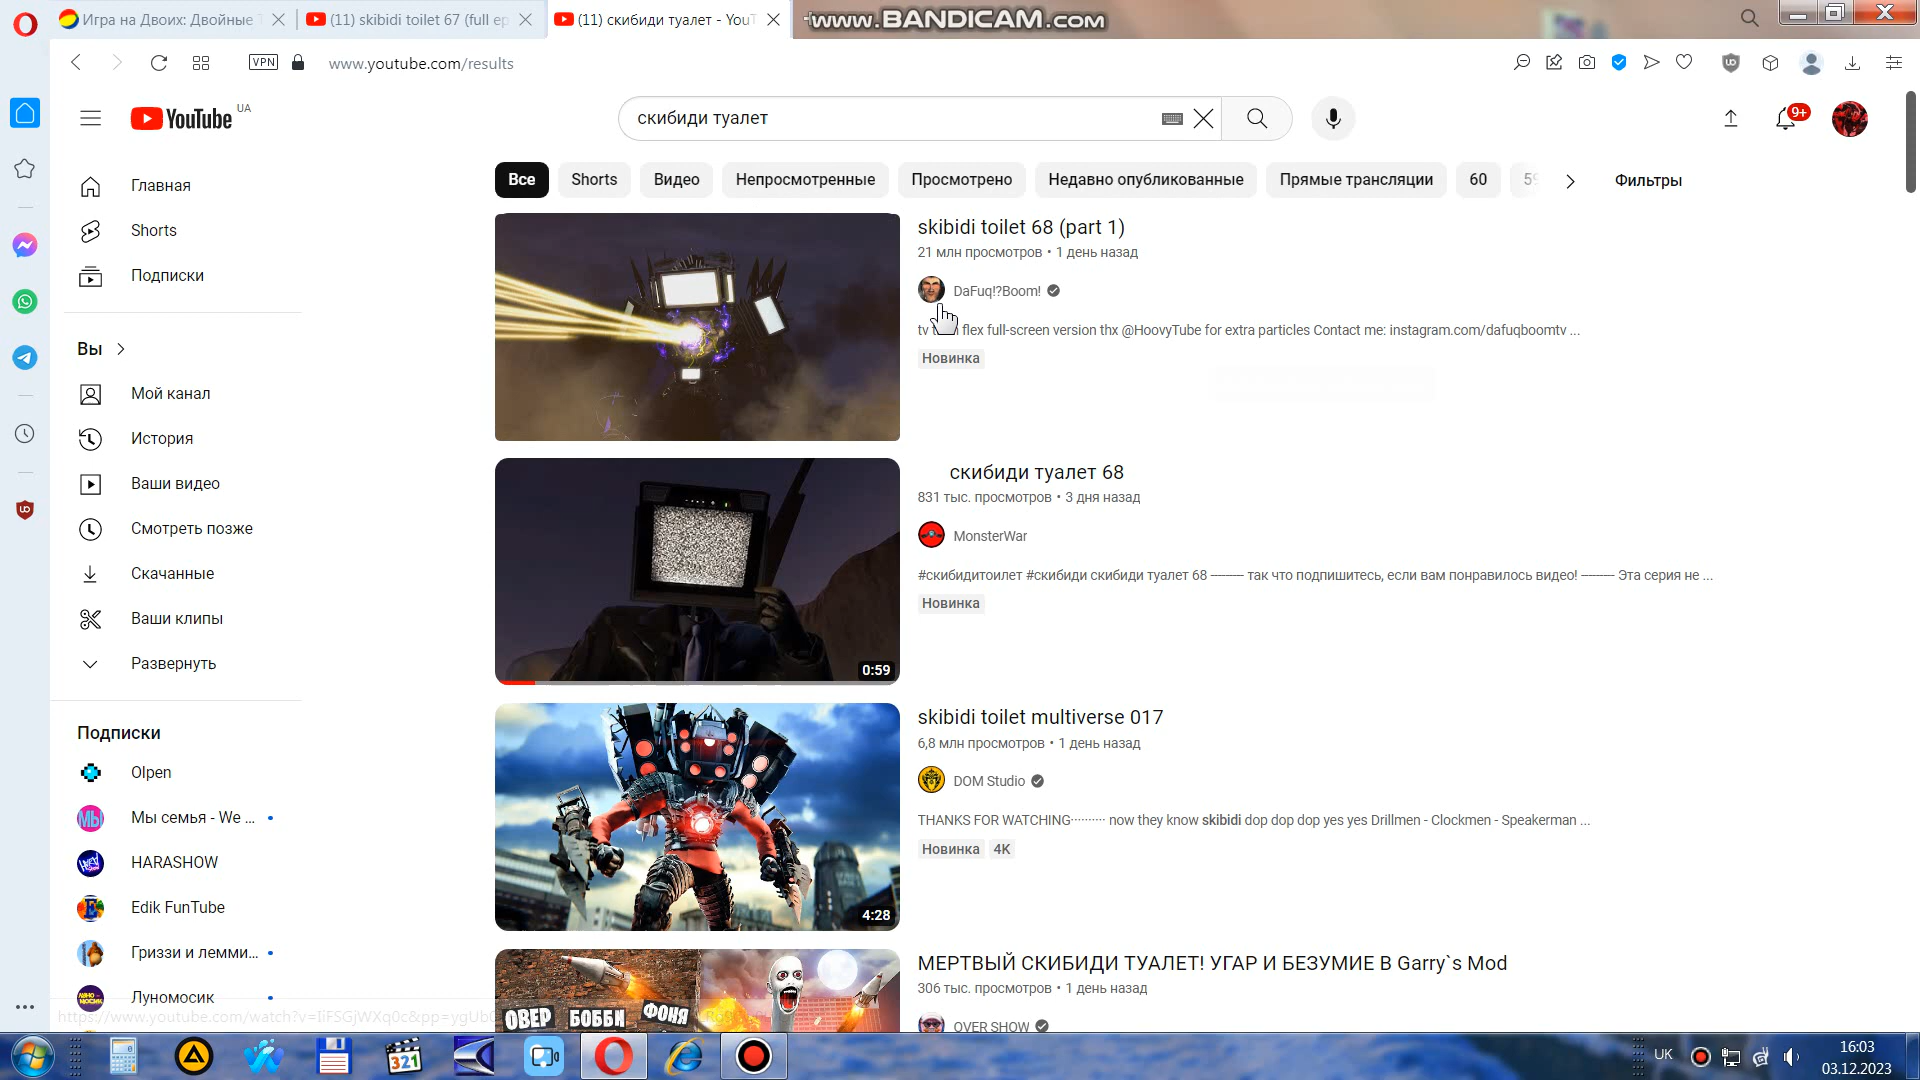 Игра на Двоих: Двойные
(11) skibidi toilet 67 (full ep
(11) скибиди туалет - YouT
www.BANDICAM.com
VPN
www.youtube.com/results
YouTube UA
скибиди туалет
9+
Все
Shorts
Видео
Непросмотренные
Просмотрено
Недавно опубликованные
Прямые трансляции
60
Фильтры
Главная
Shorts
Подписки
Вы
Мой канал
История
Ваши видео
Смотреть позже
Скачанные
Ваши клипы
Развернуть
Подписки
Olpen
Мы семья - We ...
HARASHOW
Edik FunTube
Гриззи и лемми...
Луномосик
skibidi toilet 68 (part 1)
21 млн просмотров • 1 день назад
DaFuq!?Boom!
tv flex full-screen version thx @HoovyTube for extra particles Contact me: instagram.com/dafuqboomtv ...
Новинка
0:59
скибиди туалет 68
831 тыс. просмотров • 3 дня назад
MonsterWar
#скибидитоилет #скибиди скибиди туалет 68 ---------- так что подпишитесь, если вам понравилось видео! ---------- Эта серия не ...
Новинка
4:28
skibidi toilet multiverse 017
6,8 млн просмотров • 1 день назад
DOM Studio
THANKS FOR WATCHING·········· now they know skibidi dop dop dop yes yes Drillmen - Clockmen - Speakerman ...
Новинка 4K
ОВЕР БОББИ ФОНЯ
МЕРТВЫЙ СКИБИДИ ТУАЛЕТ! УГАР И БЕЗУМИЕ В Garry`s Mod
306 тыс. просмотров • 1 день назад
OVER SHOW
321
UK
16:03
03.12.2023